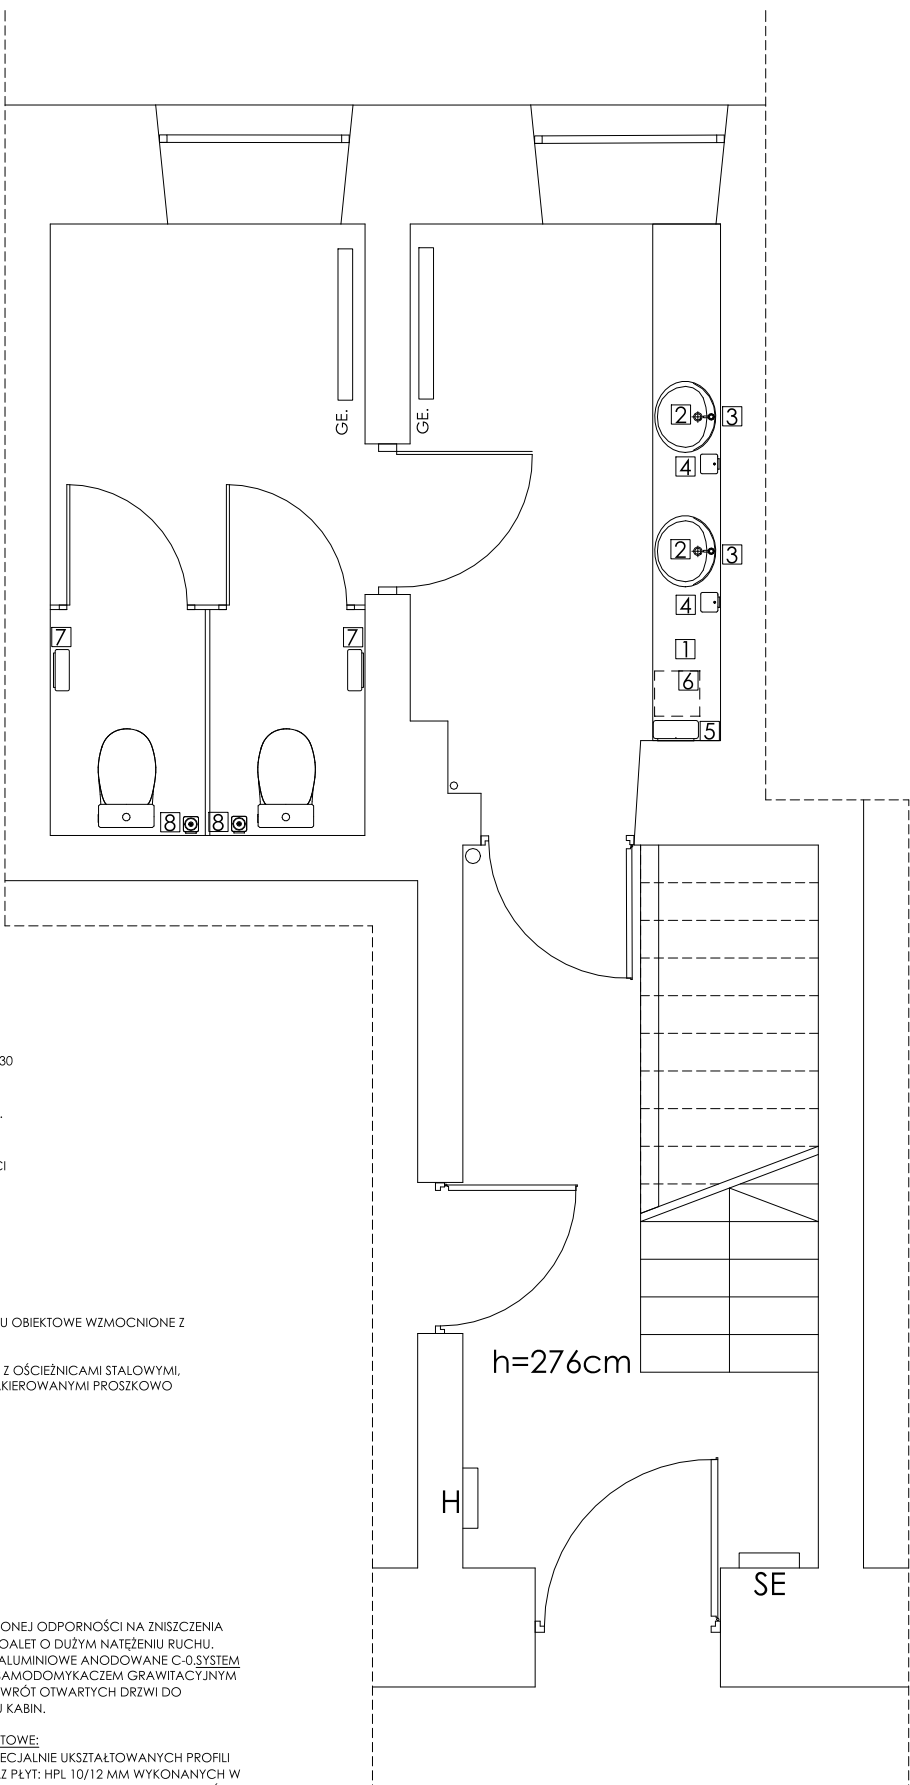 GE.
GE.
2
3
4
2
3
4
1
6
5
7
7
8
8
30
.
CI
U OBIEKTOWE WZMOCNIONE Z
Z OŚCIEŻNICAMI STALOWYMI,
KIEROWANYMI PROSZKOWO
h=276cm
H
SE
ONEJ ODPORNOŚCI NA ZNISZCZENIA
OALET O DUŻYM NATĘŻENIU RUCHU.
ALUMINIOWE ANODOWANE C-0.SYSTEM
SAMODOMYKACZEM GRAWITACYJNYM
WRÓT OTWARTYCH DRZWI DO
U KABIN.
TOWE:
ECJALNIE UKSZTAŁTOWANYCH PROFILI
Z PŁYT: HPL 10/12 MM WYKONANYCH W